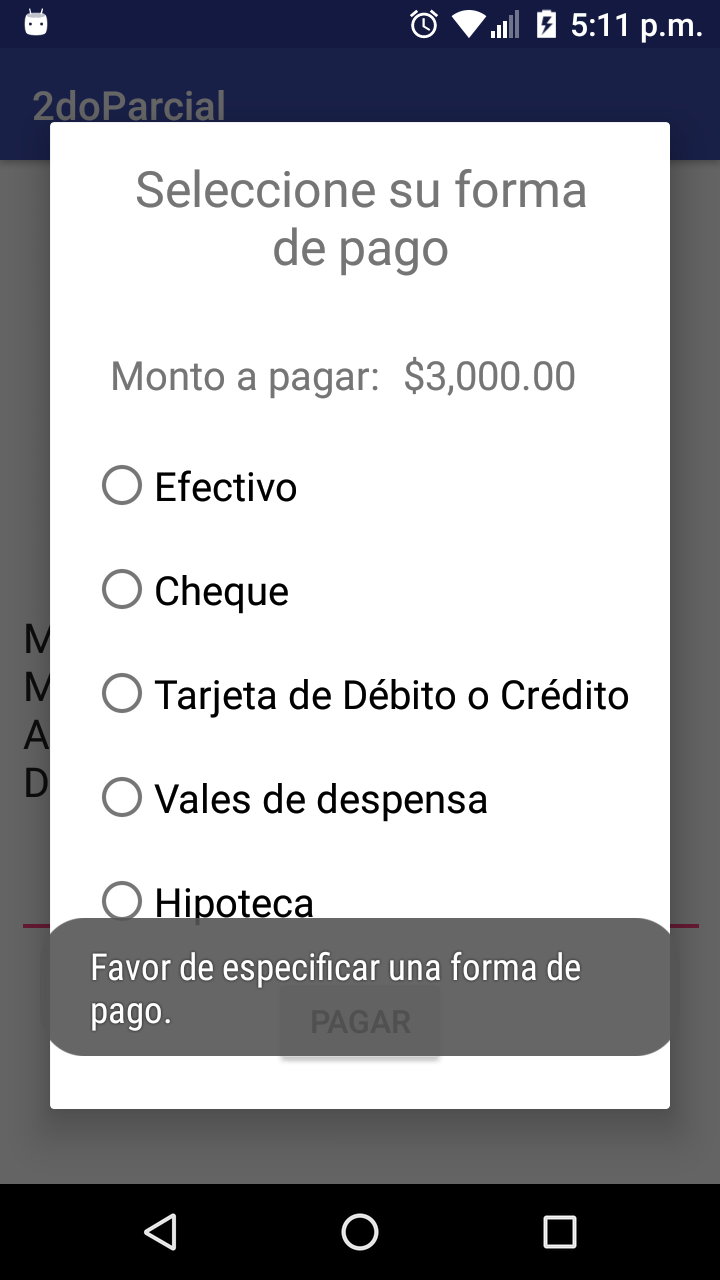 5:11 p.m.
2doParcial
Seleccione su forma
de pago
Monto a pagar: $3,000.00
Efectivo
Cheque
M
M
Tarjeta de Débito o Crédito
A
D
Vales de despensa
Hipoteca
Favor de especificar una forma de
pago.
PAGAR